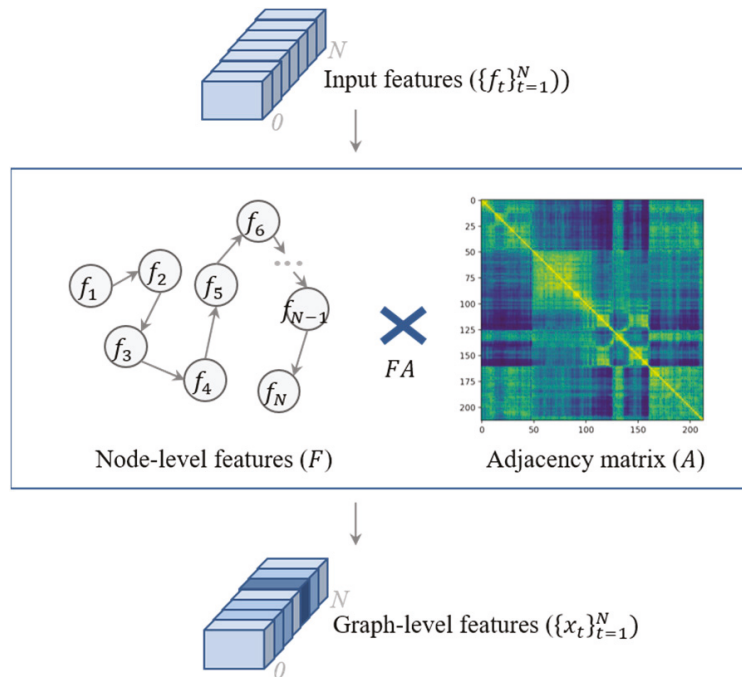 N
Input features ({f_t}_{t=1}^N))
0
f_6
f_1
f_2
f_5
f_{N-1}
f_3
f_4
f_N
FA
0
25
50
75
100
125
150
175
200
0
50
100
150
200
Node-level features (F)
Adjacency matrix (A)
N
Graph-level features ({x_t}_{t=1}^N)
0